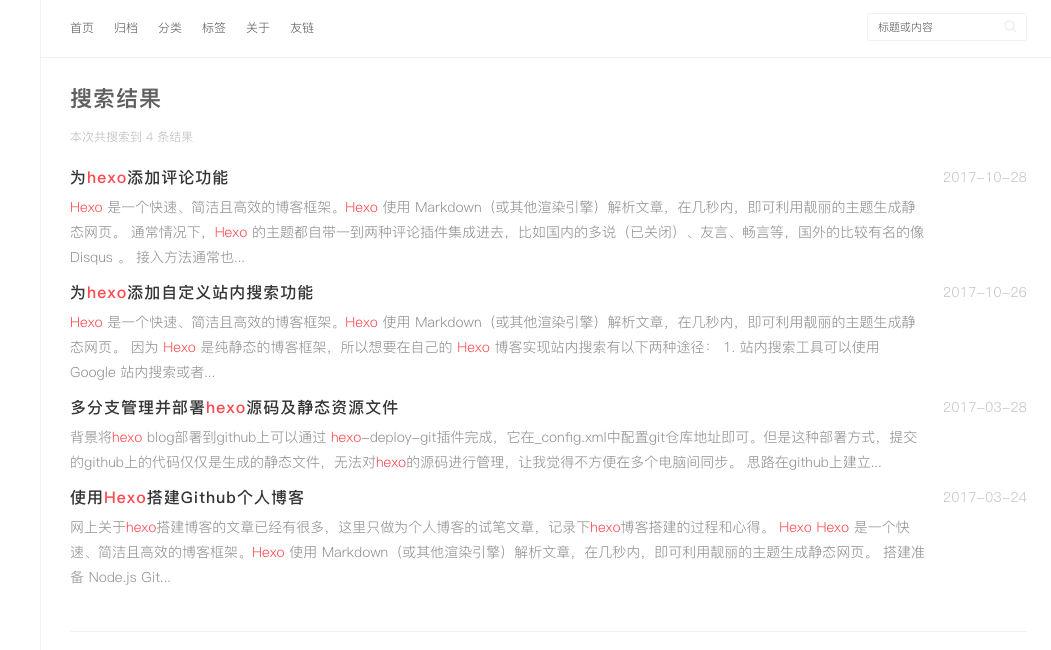 首页 归档 分类 标签 关于 友链 标题或内容
搜索结果
本次共搜索到 4 条结果
为hexo添加评论功能 2017-10-28
Hexo 是一个快速、简洁且高效的博客框架。Hexo 使用 Markdown（或其他渲染引擎）解析文章，在几秒内，即可利用靓丽的主题生成静
态网页。 通常情况下，Hexo 的主题都自带一到两种评论插件集成进去，比如国内的多说（已关闭）、友言、畅言等，国外的比较有名的像
Disqus 。 接入方法通常也...
为hexo添加自定义站内搜索功能 2017-10-26
Hexo 是一个快速、简洁且高效的博客框架。Hexo 使用 Markdown（或其他渲染引擎）解析文章，在几秒内，即可利用靓丽的主题生成静
态网页。 因为 Hexo 是纯静态的博客框架，所以想要在自己的 Hexo 博客实现站内搜索有以下两种途径： 1. 站内搜索工具可以使用
Google 站内搜索或者...
多分支管理并部署hexo源码及静态资源文件 2017-03-28
背景将hexo blog部署到github上可以通过 hexo-deploy-git插件完成，它在_config.xml中配置git仓库地址即可。但是这种部署方式，提交
的github上的代码仅仅是生成的静态文件，无法对hexo的源码进行管理，让我觉得不方便在多个电脑间同步。 思路在github上建立...
使用Hexo搭建Github个人博客 2017-03-24
网上关于hexo搭建博客的文章已经有很多，这里只做为个人博客的试笔文章，记录下hexo博客搭建的过程和心得。 Hexo Hexo 是一个快
速、简洁且高效的博客框架。Hexo 使用 Markdown（或其他渲染引擎）解析文章，在几秒内，即可利用靓丽的主题生成静态网页。 搭建准
备 Node.js Git...